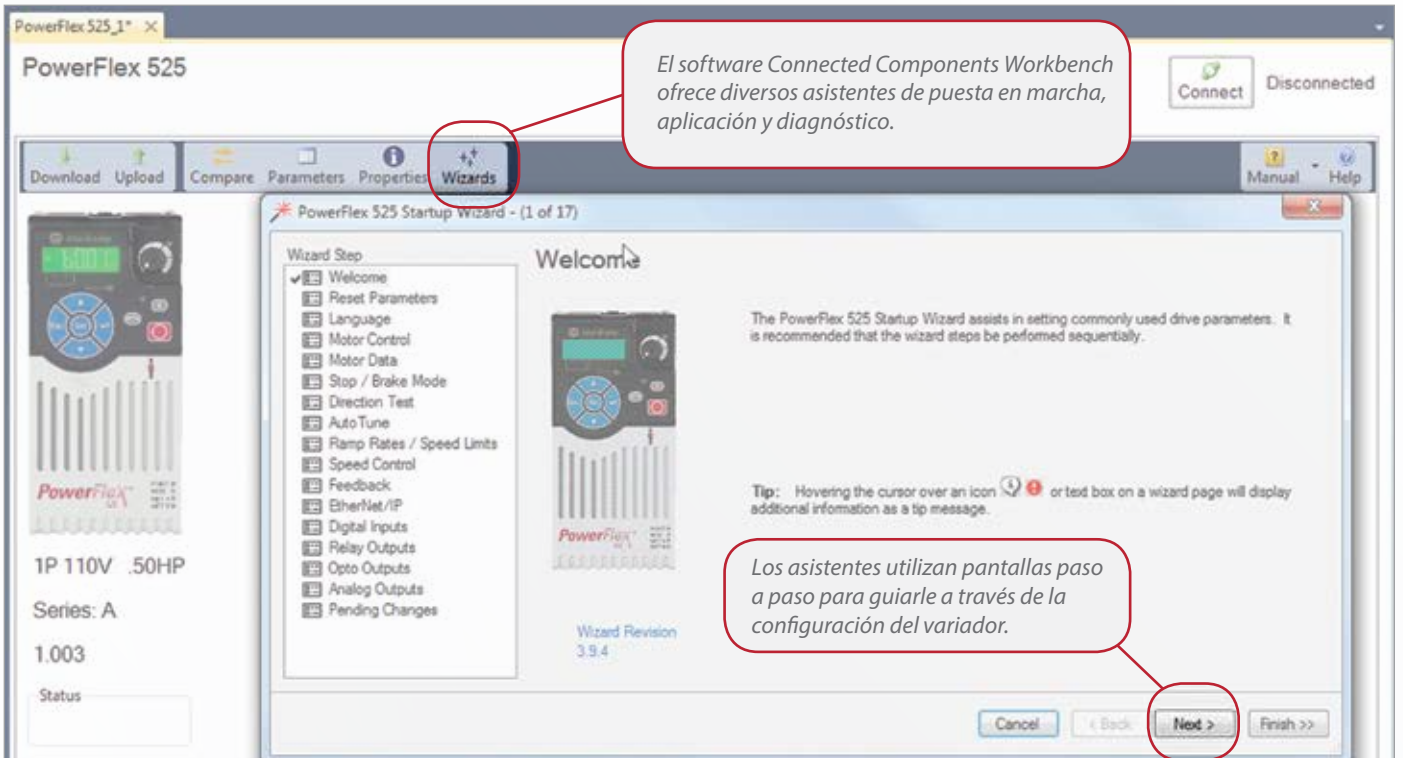 PowerFlex 525_1*
PowerFlex 525
El software Connected Components Workbench
ofrece diversos asistentes de puesta en marcha,
aplicación y diagnóstico.
Connect
Disconnected
Download
Upload
Compare
Parameters
Properties
Wizards
Manual
Help
PowerFlex 525 Startup Wizard - (1 of 17)
Wizard Step
Welcome
Reset Parameters
Language
Motor Control
Motor Data
Stop / Brake Mode
Direction Test
AutoTune
Ramp Rates / Speed Limits
Speed Control
Feedback
EtherNet/IP
Digital Inputs
Relay Outputs
Opto Outputs
Analog Outputs
Pending Changes
Welcome
The PowerFlex 525 Startup Wizard assists in setting commonly used drive parameters. It
is recommended that the wizard steps be performed sequentially.
Tip: Hovering the cursor over an icon or text box on a wizard page will display
additional information as a tip message.
PowerFlex
1P 110V .50HP
Series: A
1.003
Status
PowerFlex
Wizard Revision
3.9.4
Los asistentes utilizan pantallas paso
a paso para guiarle a través de la
configuración del variador.
Cancel
< Back
Next >
Finish >>